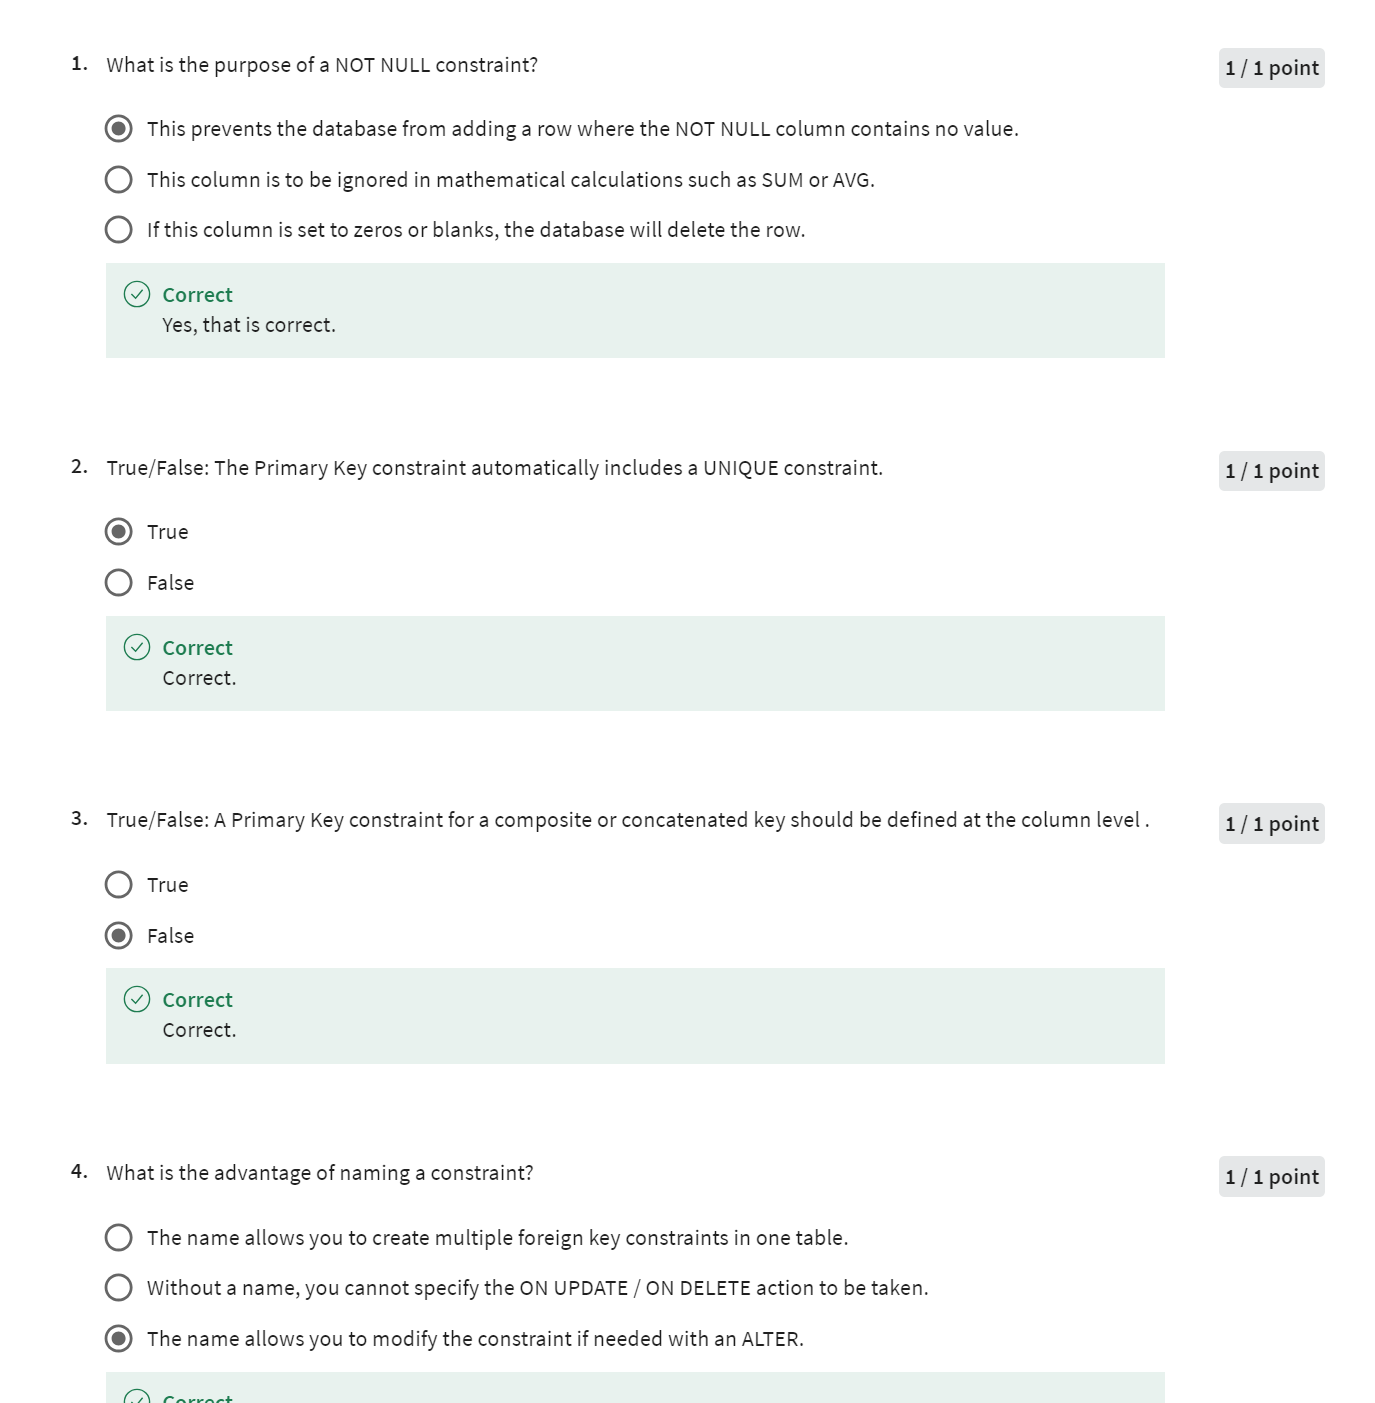 1. What is the purpose of a NOT NULL constraint?
1 / 1 point
This prevents the database from adding a row where the NOT NULL column contains no value.
This column is to be ignored in mathematical calculations such as SUM or AVG.
If this column is set to zeros or blanks, the database will delete the row.
Correct
Yes, that is correct.
2. True/False: The Primary Key constraint automatically includes a UNIQUE constraint.
1 / 1 point
True
False
Correct
Correct.
3. True/False: A Primary Key constraint for a composite or concatenated key should be defined at the column level .
1 / 1 point
True
False
Correct
Correct.
4. What is the advantage of naming a constraint?
1 / 1 point
The name allows you to create multiple foreign key constraints in one table.
Without a name, you cannot specify the ON UPDATE / ON DELETE action to be taken.
The name allows you to modify the constraint if needed with an ALTER.
Correct